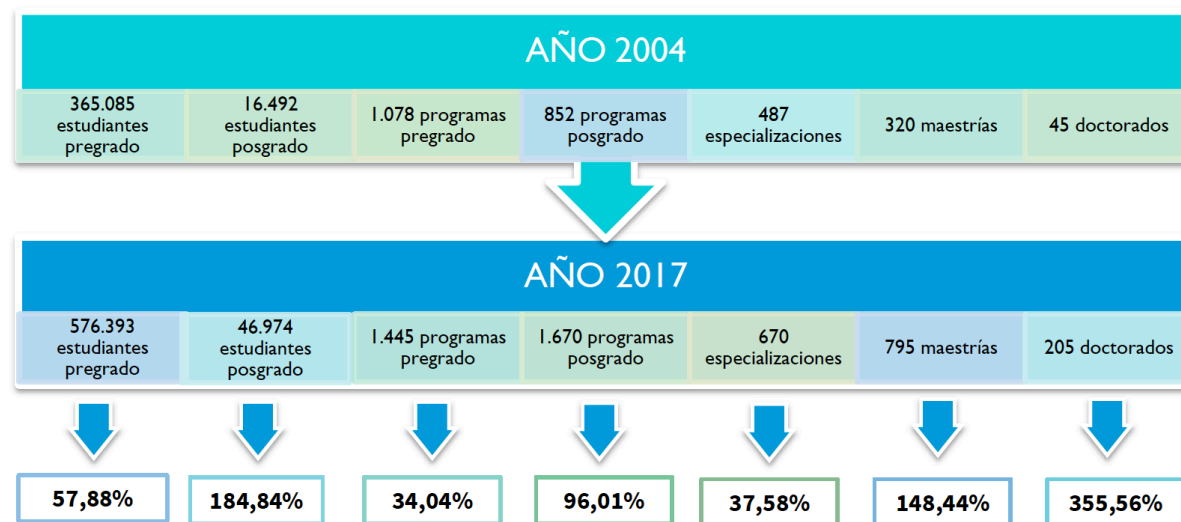 AÑO 2004
365.085
estudiantes
pregrado
16.492
estudiantes
posgrado
1.078 programas
pregrado
852 programas
posgrado
487
especializaciones
320 maestrías
45 doctorados
AÑO 2017
576.393
estudiantes
pregrado
46.974
estudiantes
posgrado
1.445 programas
pregrado
1.670 programas
posgrado
670
especializaciones
795 maestrías
205 doctorados
57,88%
184,84%
34,04%
96,01%
37,58%
148,44%
355,56%